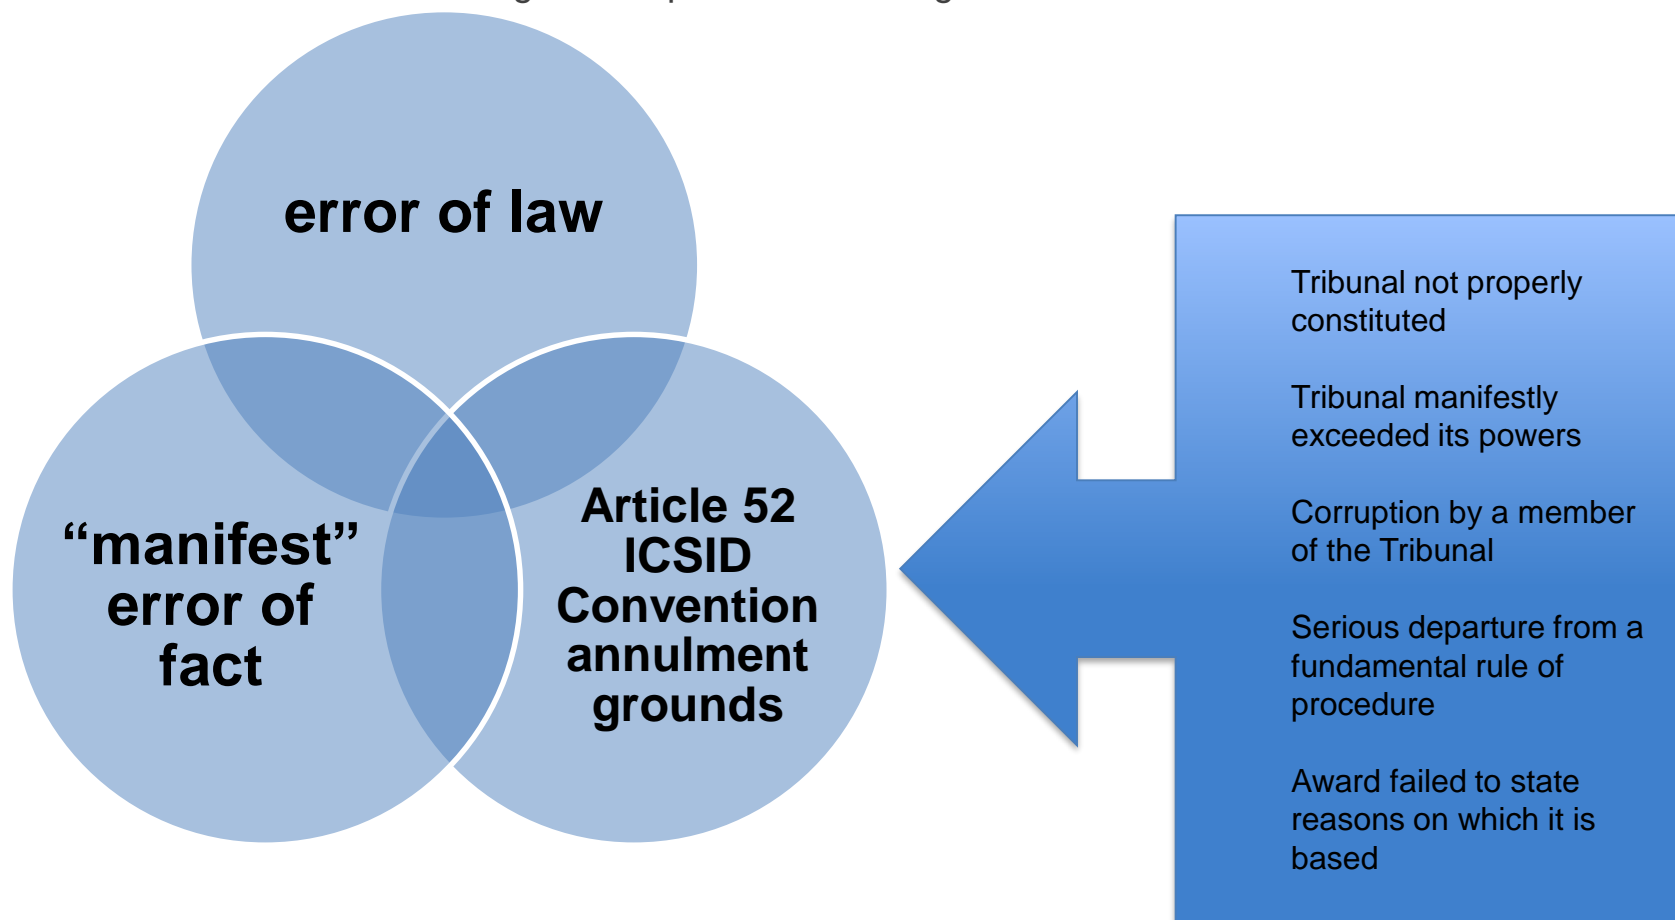 error of law
“manifest”
error of
fact
Article 52
ICSID
Convention
annulment
grounds
Tribunal not properly
constituted
Tribunal manifestly
exceeded its powers
Corruption by a member
of the Tribunal
Serious departure from a
fundamental rule of
procedure
Award failed to state
reasons on which it is
based